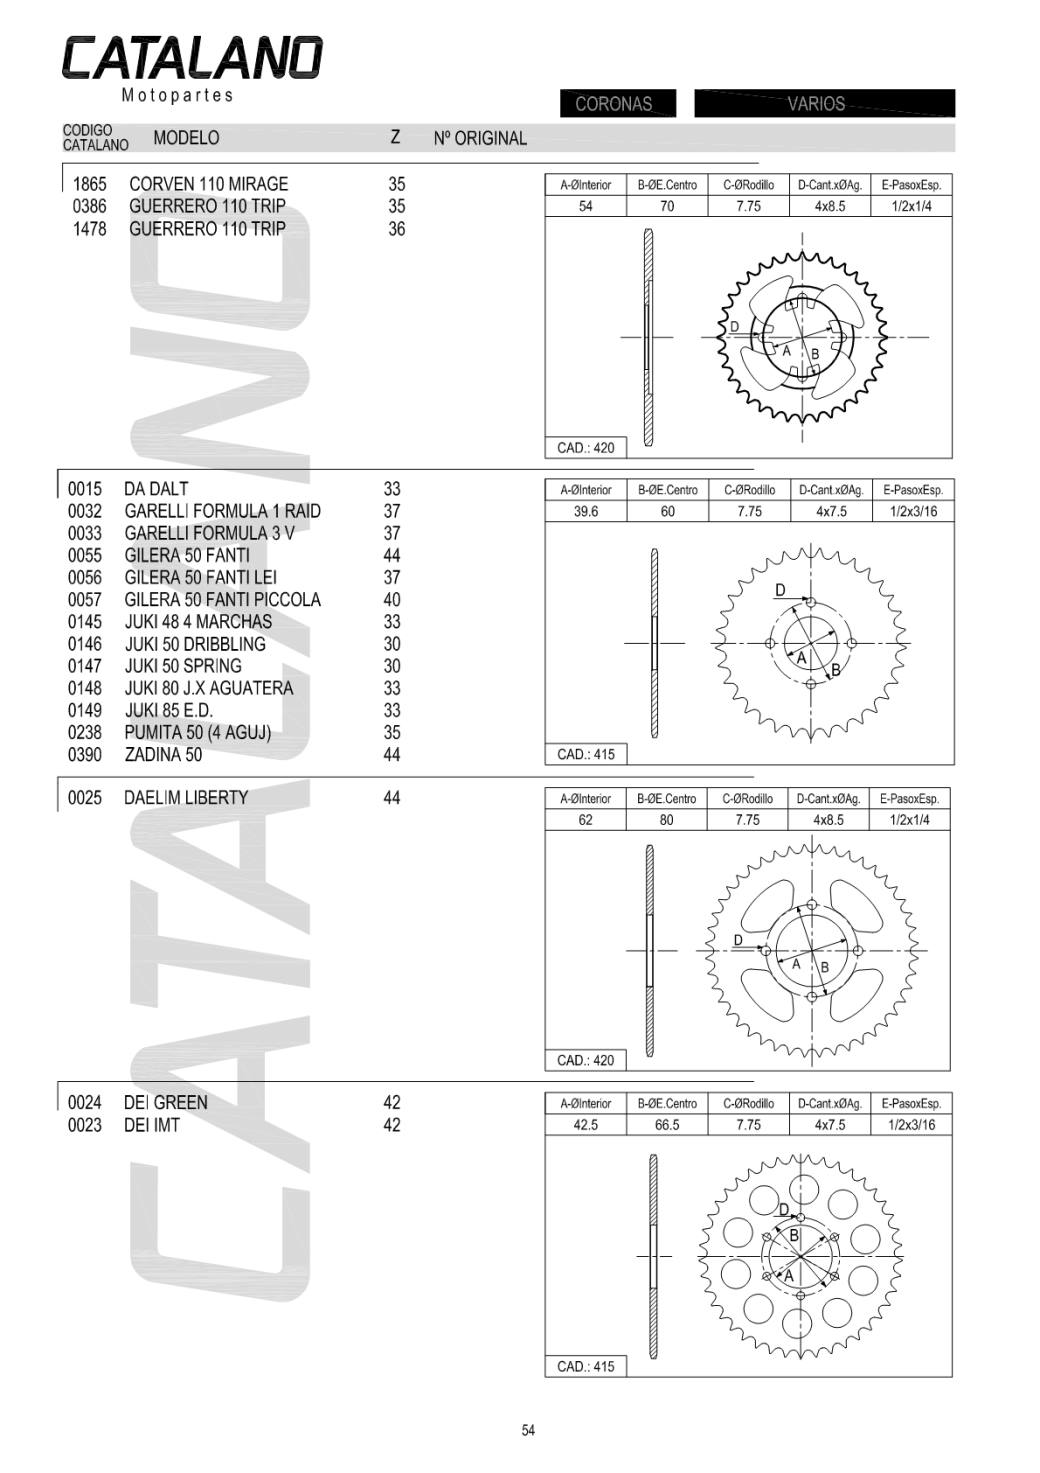 CATALANO
Motopartes
CORONAS VARIOS
CODIGO CATALANO MODELO Z Nº ORIGINAL
1865 CORVEN 110 MIRAGE 35
0386 GUERRERO 110 TRIP 35
1478 GUERRERO 110 TRIP 36
A-ØInterior B-ØE.Centro C-ØRodillo D-Cant.xØAg. E-PasoxEsp.
54 70 7.75 4x8.5 1/2x1/4
D
A B
CAD.: 420
0015 DA DALT 33
0032 GARELLI FORMULA 1 RAID 37
0033 GARELLI FORMULA 3 V 37
0055 GILERA 50 FANTI 44
0056 GILERA 50 FANTI LEI 37
0057 GILERA 50 FANTI PICCOLA 40
0145 JUKI 48 4 MARCHAS 33
0146 JUKI 50 DRIBBLING 30
0147 JUKI 50 SPRING 30
0148 JUKI 80 J.X AGUATERA 33
0149 JUKI 85 E.D. 33
0238 PUMITA 50 (4 AGUJ) 35
0390 ZADINA 50 44
A-ØInterior B-ØE.Centro C-ØRodillo D-Cant.xØAg. E-PasoxEsp.
39.6 60 7.75 4x7.5 1/2x3/16
D
A
B
CAD.: 415
0025 DAELIM LIBERTY 44
A-ØInterior B-ØE.Centro C-ØRodillo D-Cant.xØAg. E-PasoxEsp.
62 80 7.75 4x8.5 1/2x1/4
D
A B
CAD.: 420
0024 DEI GREEN 42
0023 DEI IMT 42
A-ØInterior B-ØE.Centro C-ØRodillo D-Cant.xØAg. E-PasoxEsp.
42.5 66.5 7.75 4x7.5 1/2x3/16
D
B
A
CAD.: 415
CATALANO
54